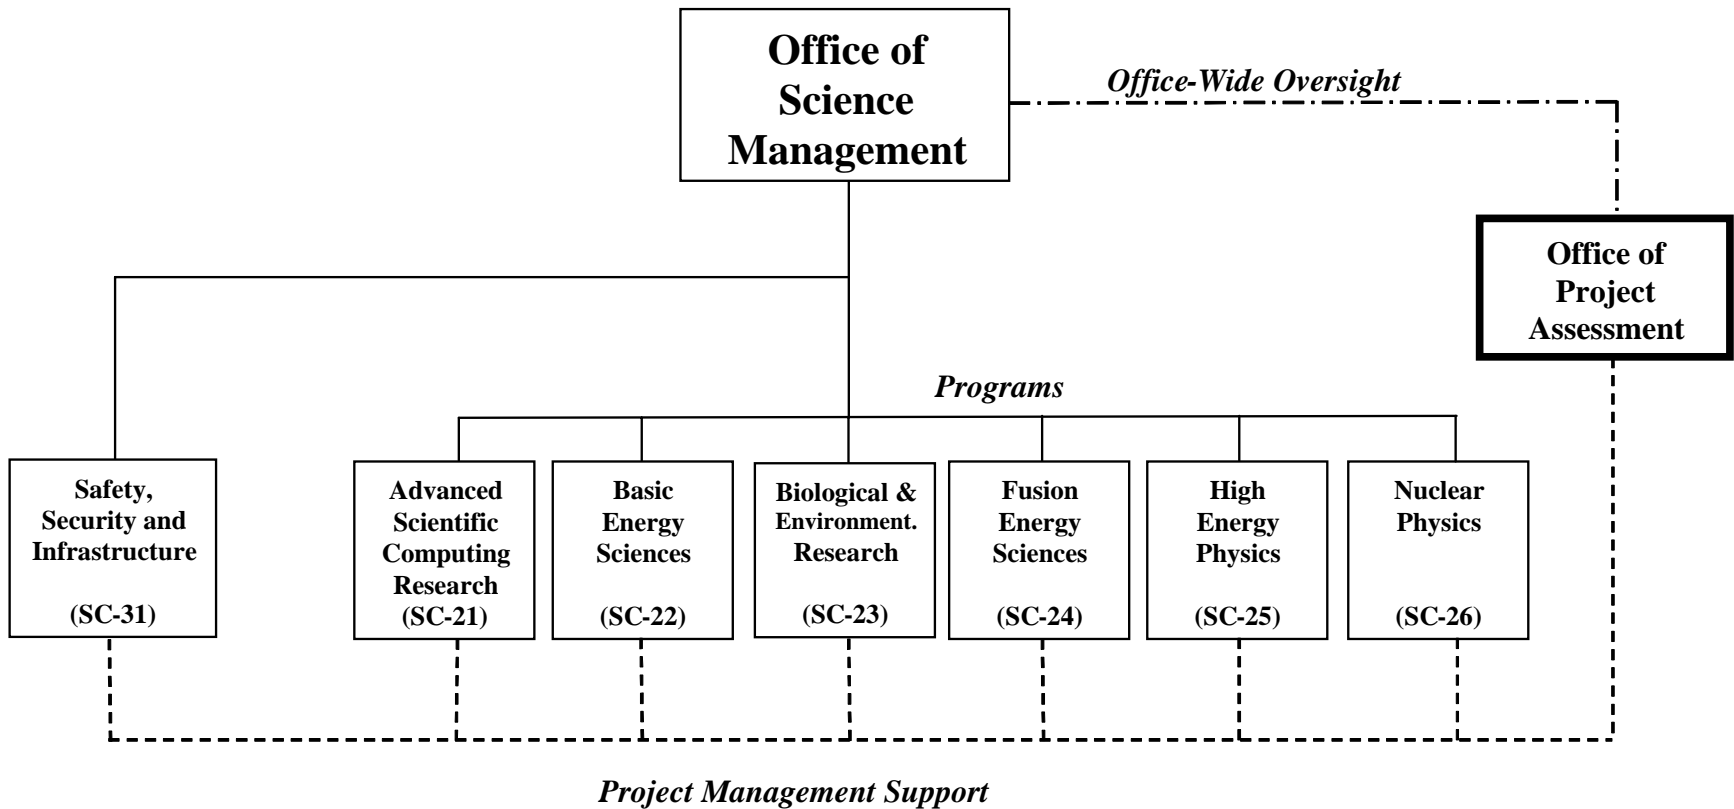 Office of
Science
Management
Office-Wide Oversight
Office of
Project
Assessment
Programs
Safety,
Security and
Infrastructure
(SC-31)
Advanced
Scientific
Computing
Research
(SC-21)
Basic
Energy
Sciences
(SC-22)
Biological &
Environment.
Research
(SC-23)
Fusion
Energy
Sciences
(SC-24)
High
Energy
Physics
(SC-25)
Nuclear
Physics
(SC-26)
Project Management Support